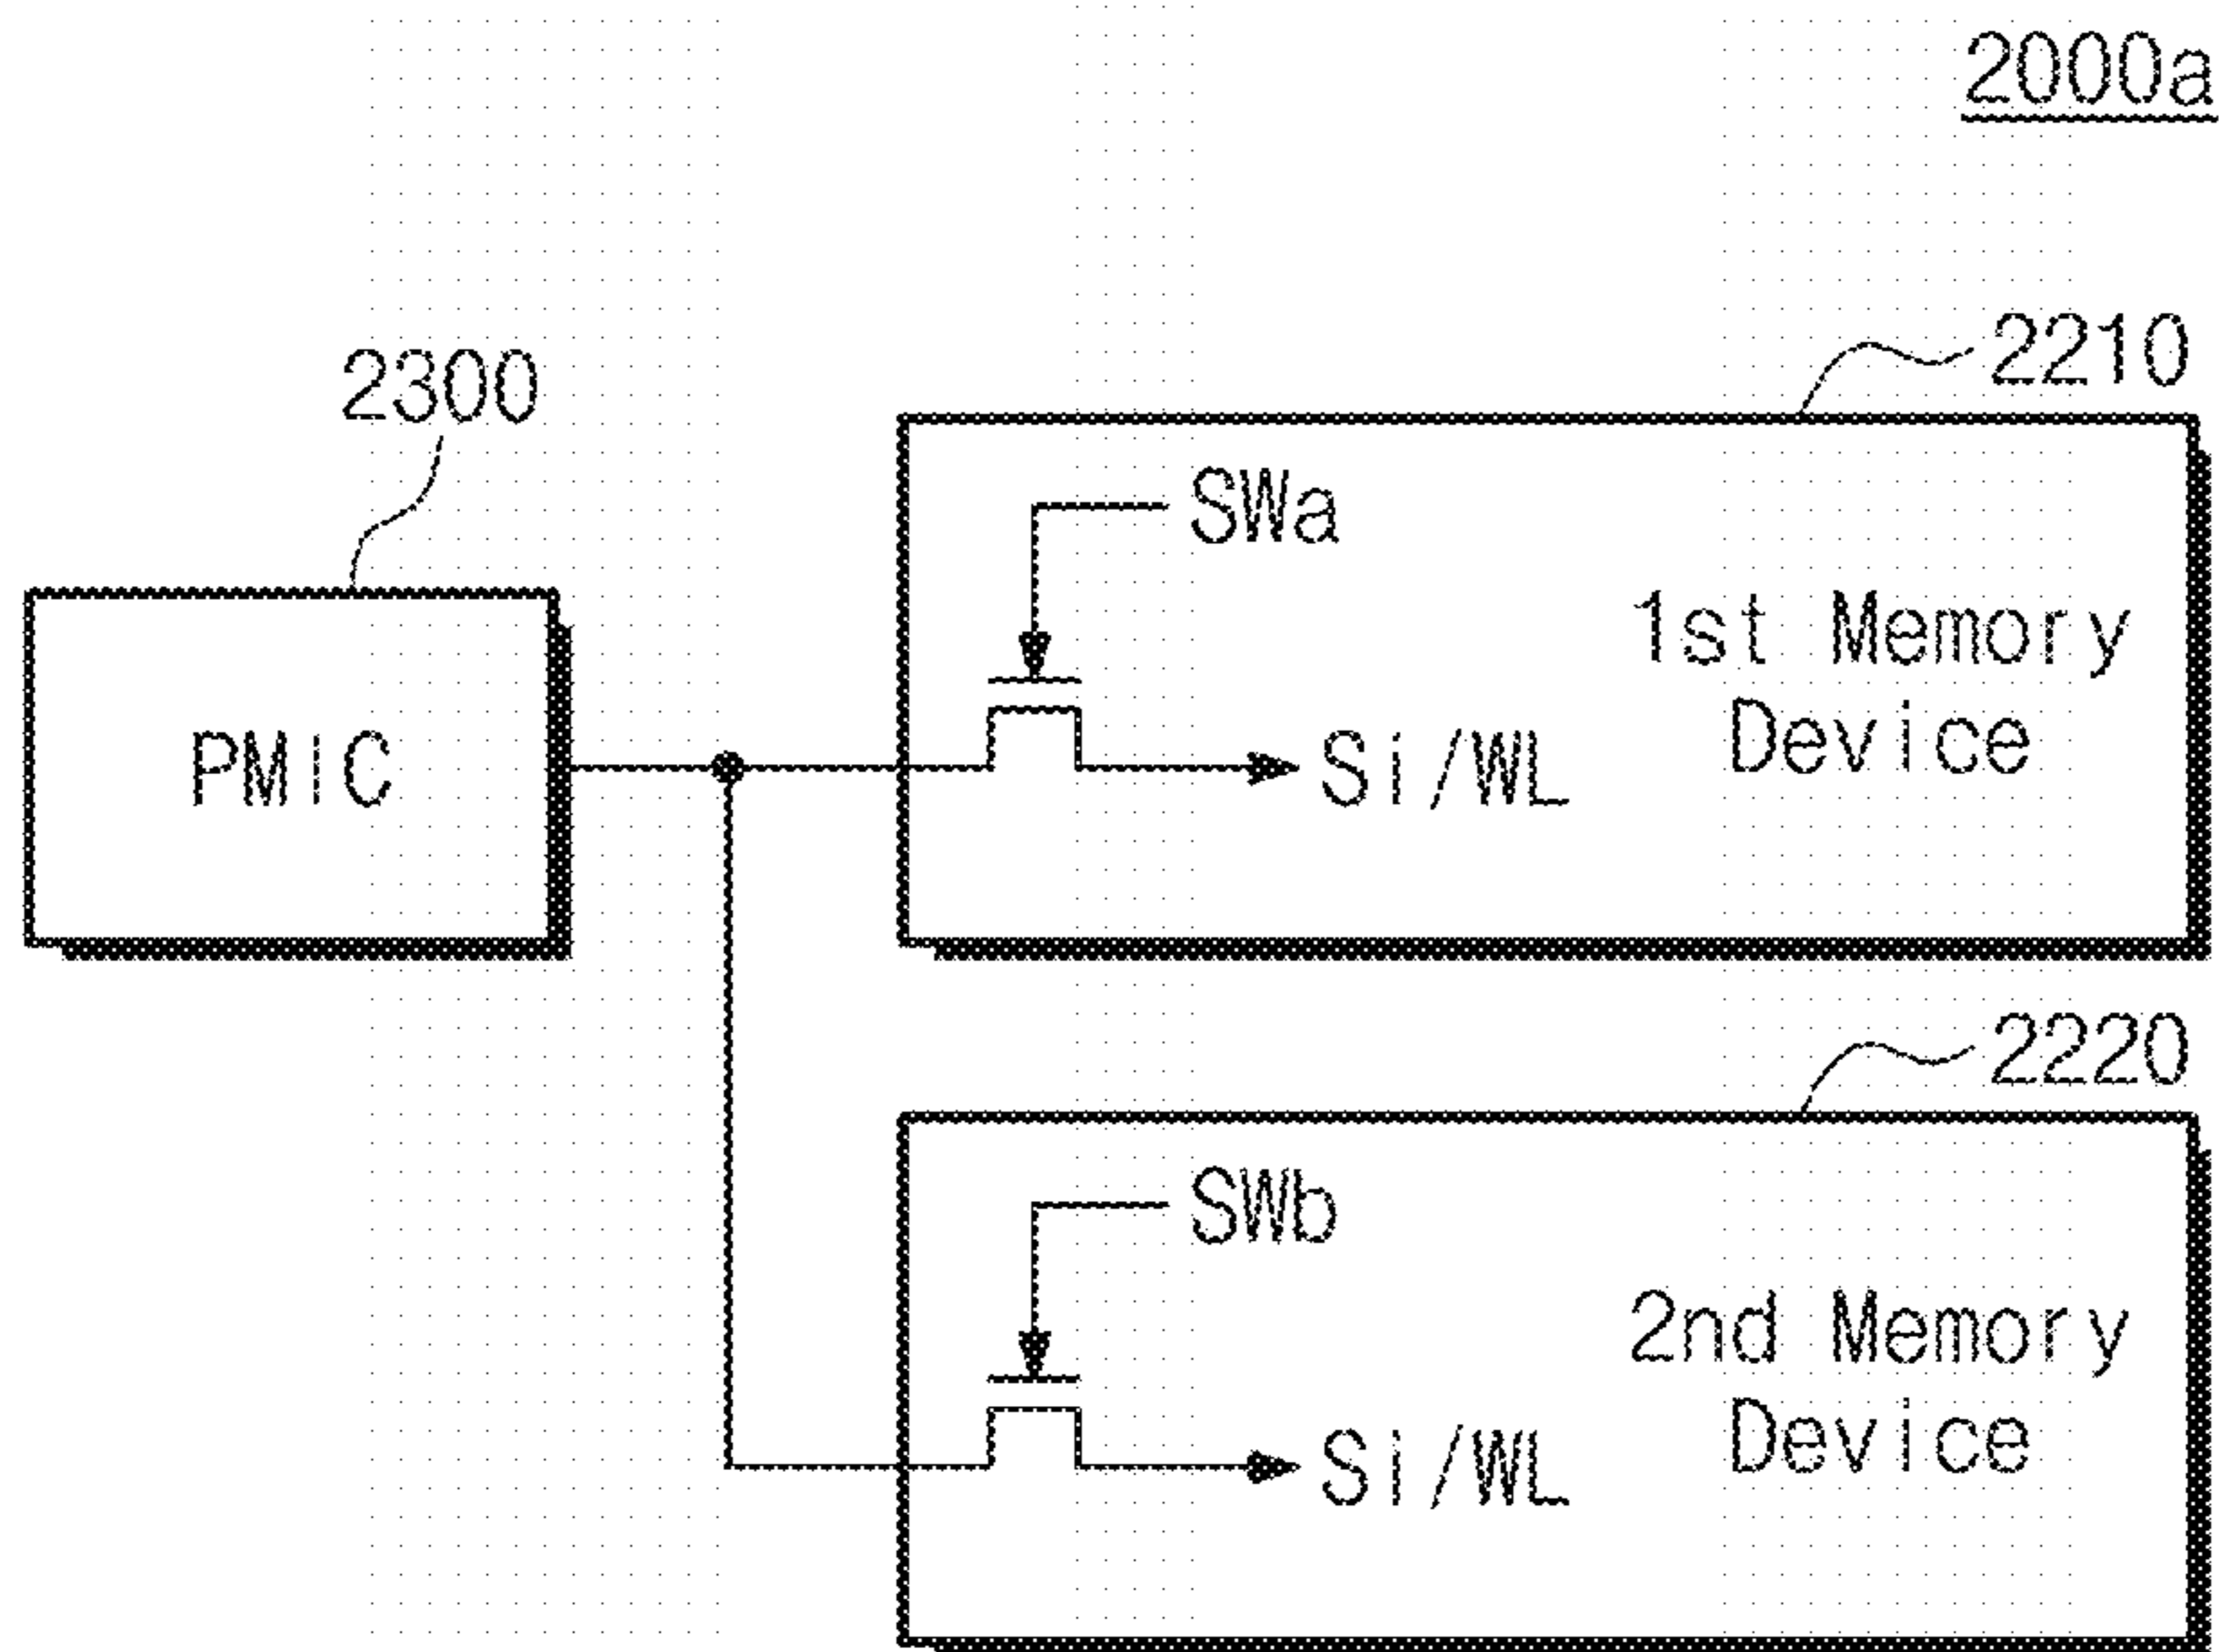 2000a
2300
2210
SWa
1st Memory
Device
PMIC
Si/WL
2220
SWb
2nd Memory
Device
Si/WL